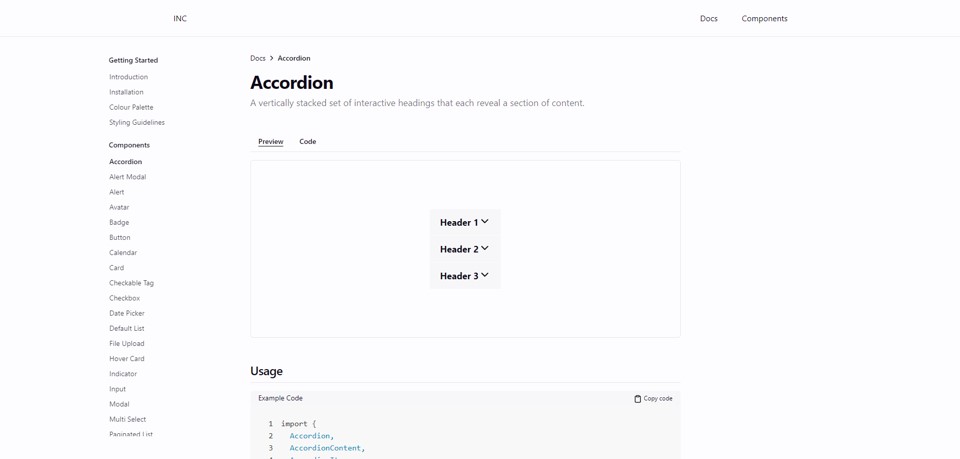 INC
Docs
Components
Getting Started
Introduction
Installation
Colour Palette
Styling Guidelines
Components
Accordion
Alert Modal
Alert
Avatar
Badge
Button
Calendar
Card
Checkable Tag
Checkbox
Date Picker
Default List
File Upload
Hover Card
Indicator
Input
Modal
Multi Select
Paginated List
Docs > Accordion
Accordion
A vertically stacked set of interactive headings that each reveal a section of content.
Preview
Code
Header 1
Header 2
Header 3
Usage
Example Code
Copy code
1 import {
2 Accordion,
3 AccordionContent,